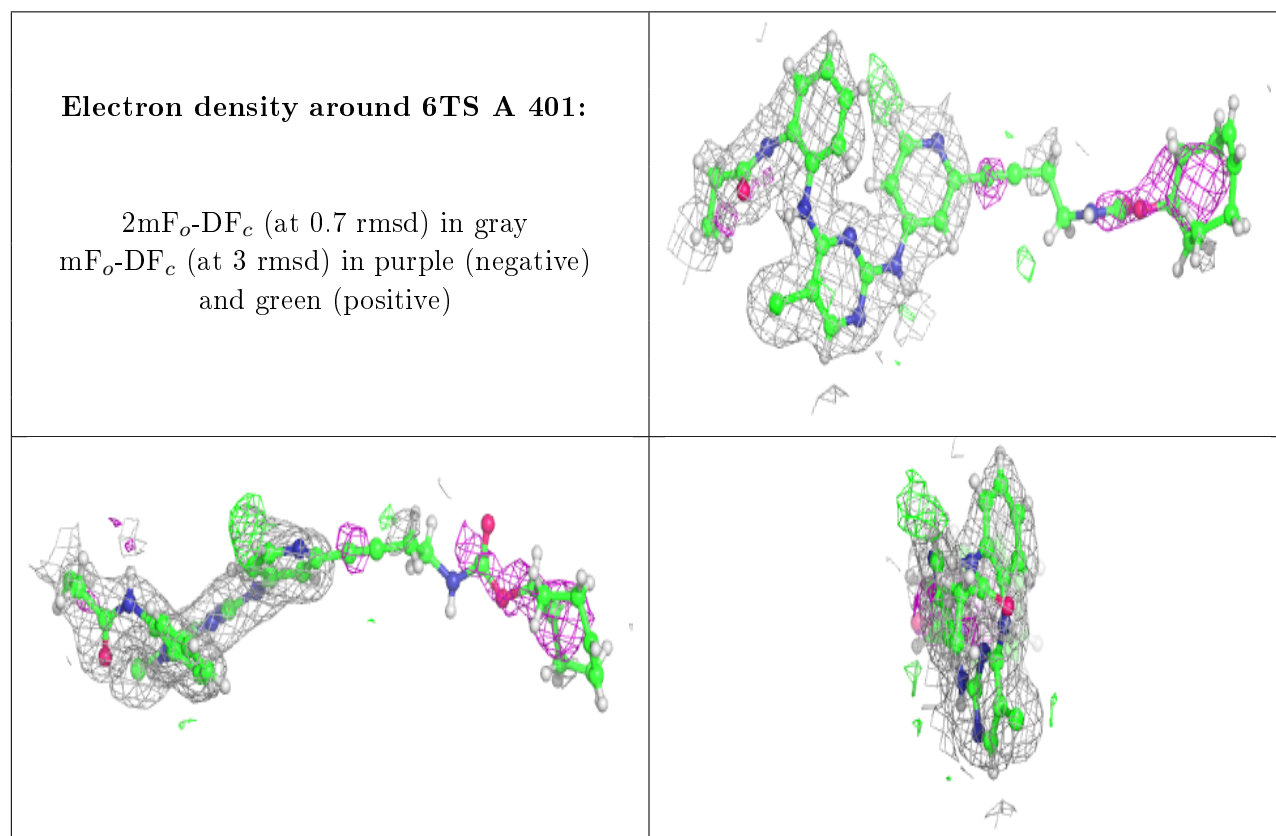 Electron density around 6TS A 401:
2mFₒ-DF𝒸 (at 0.7 rmsd) in gray
mFₒ-DF𝒸 (at 3 rmsd) in purple (negative)
and green (positive)